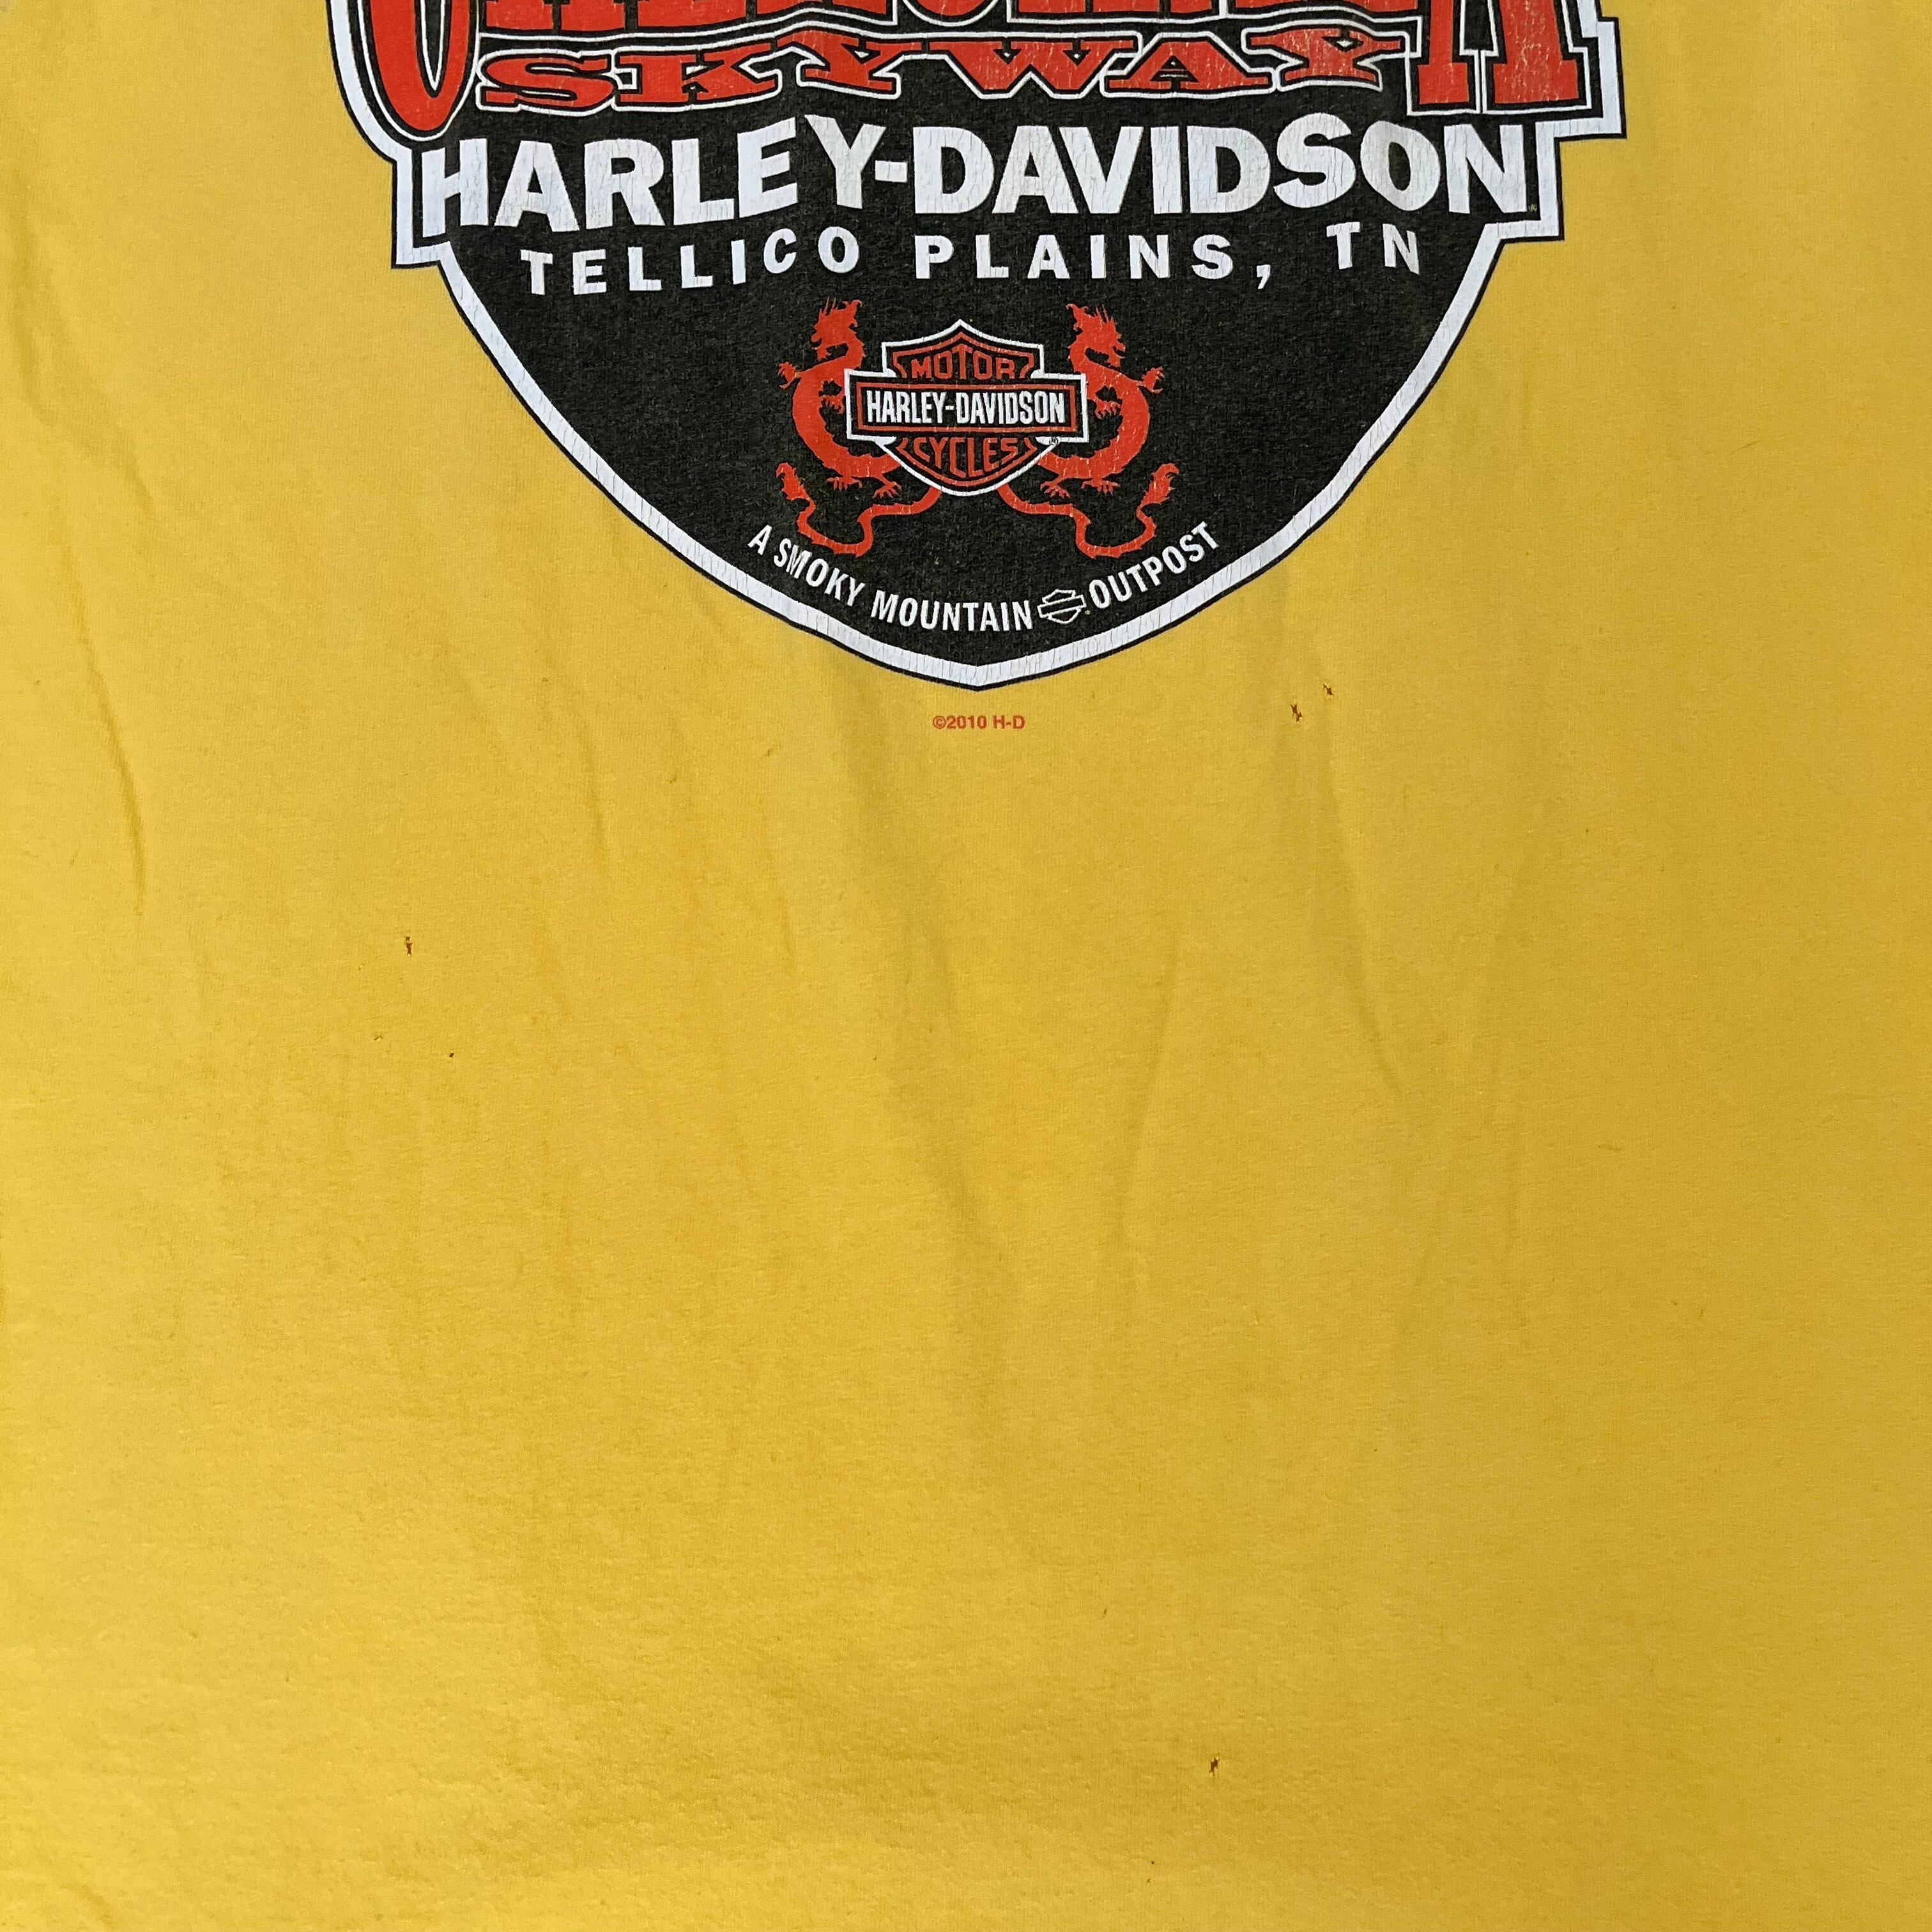 SKYWAY
HARLEY-DAVIDSON
TELLICO PLAINS, TN
MOTOR
HARLEY-DAVIDSON
CYCLES
A SMOKY MOUNTAIN OUTPOST
©2010 H-D